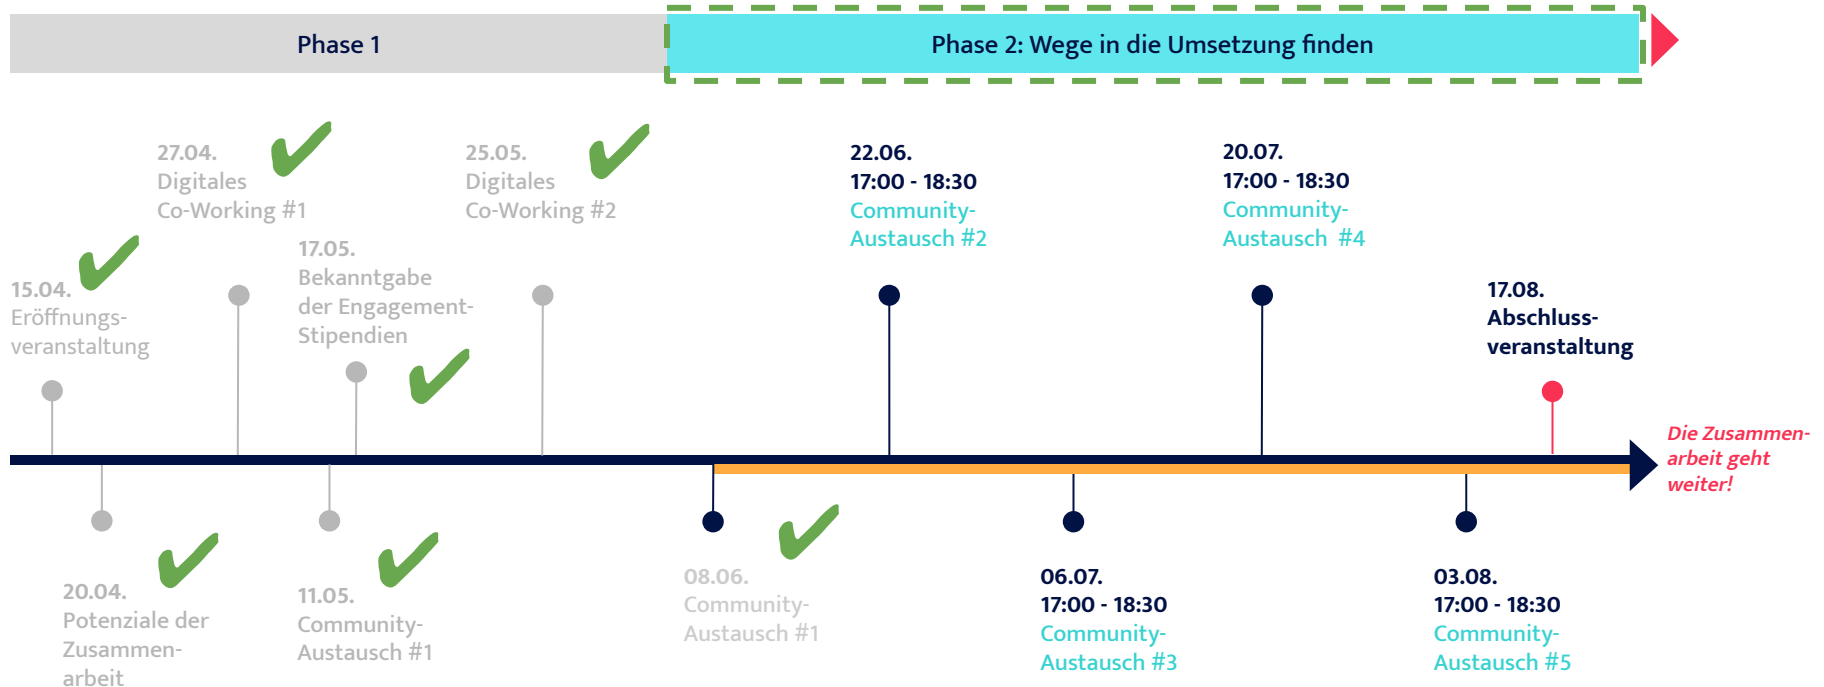 Phase 1
Phase 2: Wege in die Umsetzung finden
27.04.
Digitales
Co-Working #1
25.05.
Digitales
Co-Working #2
22.06.
17:00 - 18:30
Community-
Austausch #2
20.07.
17:00 - 18:30
Community-
Austausch #4
15.04.
Eröffnungs-
veranstaltung
17.05.
Bekanntgabe
der Engagement-
Stipendien
17.08.
Abschluss-
veranstaltung
Die Zusammen-
arbeit geht
weiter!
20.04.
Potenziale der
Zusammen-
arbeit
11.05.
Community-
Austausch #1
08.06.
Community-
Austausch #1
06.07.
17:00 - 18:30
Community-
Austausch #3
03.08.
17:00 - 18:30
Community-
Austausch #5